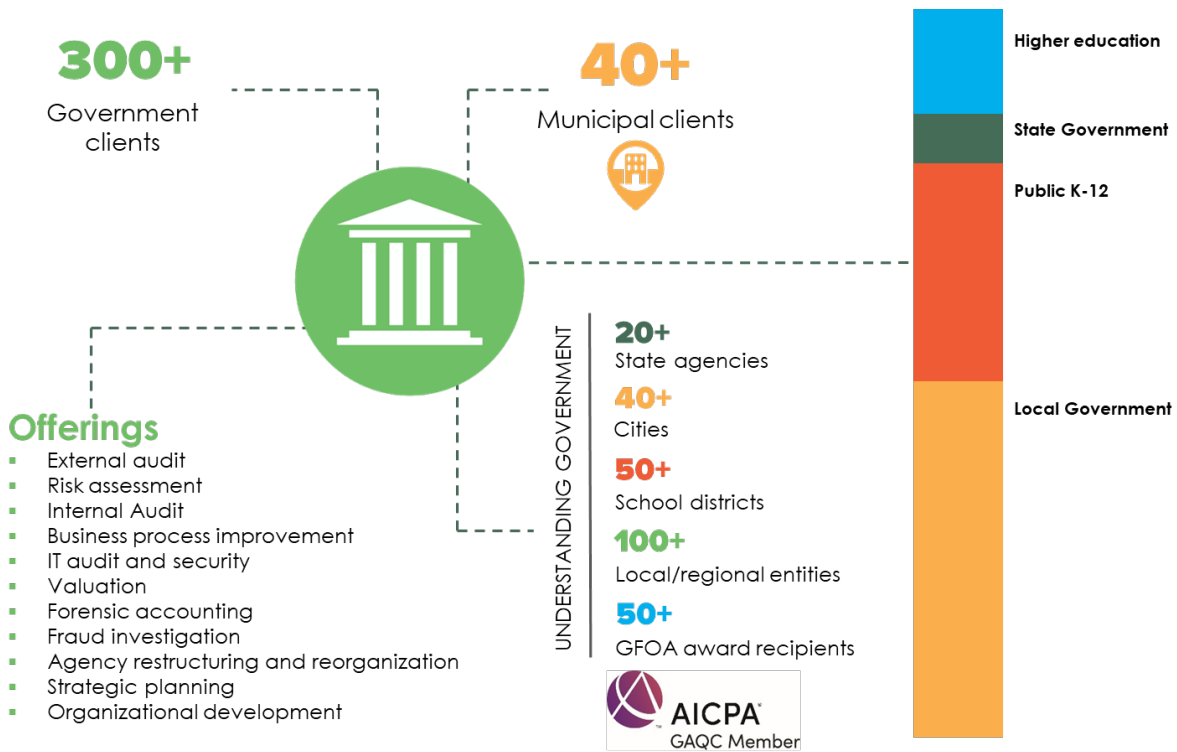 300+
Government
clients
40+
Municipal clients
Offerings
▪ External audit
▪ Risk assessment
▪ Internal Audit
▪ Business process improvement
▪ IT audit and security
▪ Valuation
▪ Forensic accounting
▪ Fraud investigation
▪ Agency restructuring and reorganization
▪ Strategic planning
▪ Organizational development
UNDERSTANDING GOVERNMENT
20+
State agencies
40+
Cities
50+
School districts
100+
Local/regional entities
50+
GFOA award recipients
AICPA®
GAQC Member
Higher education
State Government
Public K-12
Local Government